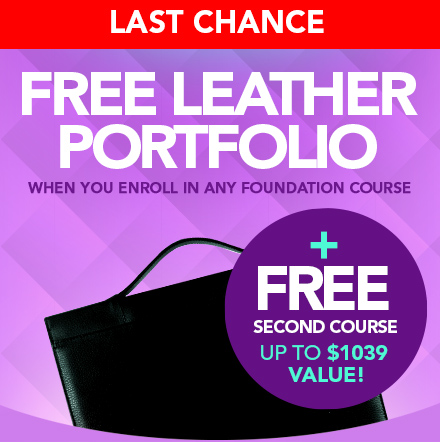 LAST CHANCE
FREE LEATHER
PORTFOLIO
WHEN YOU ENROLL IN ANY FOUNDATION COURSE
+
FREE
SECOND COURSE
UP TO $1039
VALUE!